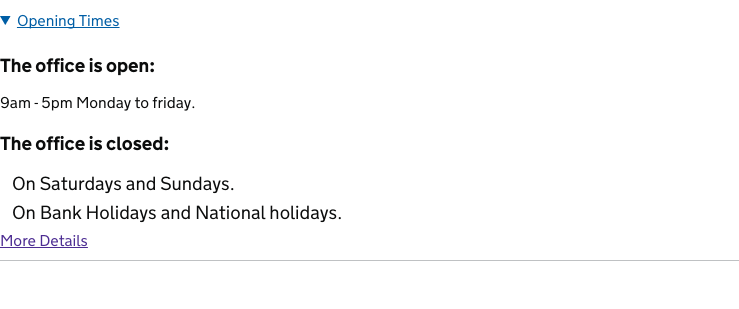 Opening Times
The office is open:
9am - 5pm Monday to friday.
The office is closed:
On Saturdays and Sundays.
On Bank Holidays and National holidays.
More Details